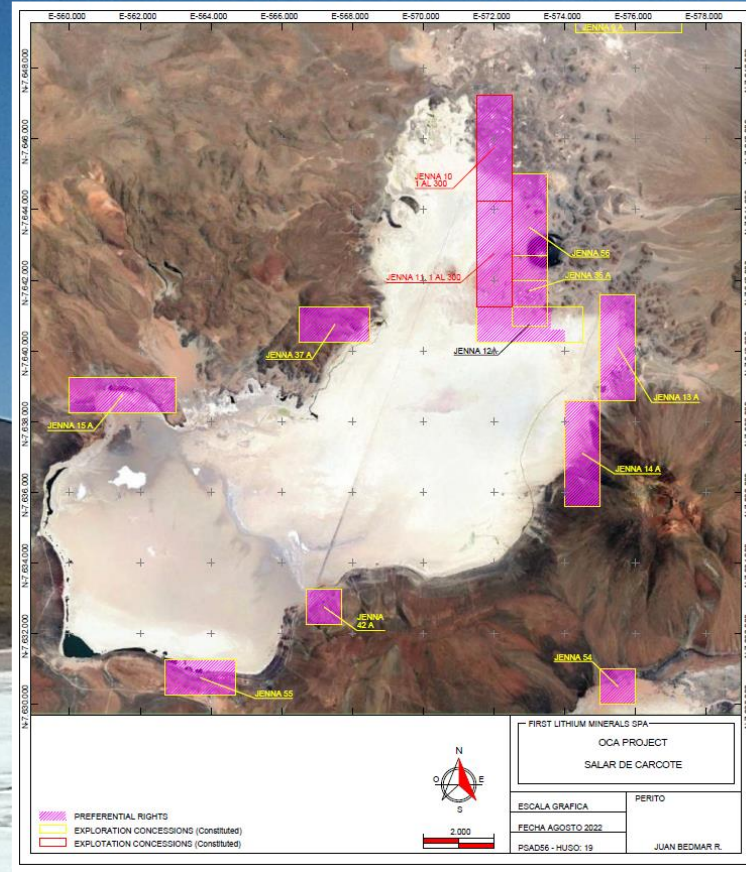 E-560.000 E-562.000 E-564.000 E-566.000 E-568.000 E-570.000 E-572.000 E-574.000 E-576.000 E-578.000
N-7.648.000
N-7.646.000
N-7.644.000
N-7.642.000
N-7.640.000
N-7.638.000
N-7.636.000
N-7.634.000
N-7.632.000
N-7.630.000
JENNA 10
1 AL 300
JENNA 56
JENNA 11, 1 AL 300
JENNA 35 A
JENNA 12A
JENNA 37 A
JENNA 13 A
JENNA 15 A
JENNA 14 A
JENNA
42 A
JENNA 54
JENNA 55
N
O E
S
2.000
PREFERENTIAL RIGHTS
EXPLORATION CONCESSIONS (Constituted)
EXPLOTATION CONCESSIONS (Constituted)
FIRST LITHIUM MINERALS SPA
OCA PROJECT
SALAR DE CARCOTE
ESCALA GRAFICA
FECHA AGOSTO 2022
PSAD56 - HUSO: 19
PERITO
JUAN BEDMAR R.